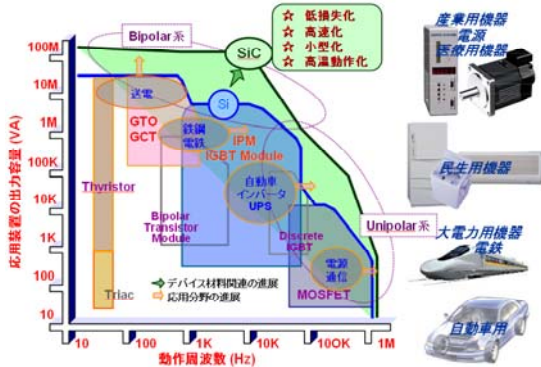 Bipolar系
SiC
☆ 低損失化
☆ 高速化
☆ 小型化
☆ 高温動作化
産業用機器
電源
医療用機器
応用装置の出力容量 (VA)
100M
10M
1M
100K
10K
1K
100
10
送電
Si
GTO
GCT
鉄鋼
電鉄
IPM
IGBT Module
Thyristor
自動車
インバータ
UPS
Bipolar
Transistor
Module
Discrete
IGBT
Unipolar系
電源
通信
MOSFET
Triac
デバイス材料関連の進展
応用分野の進展
10
100
1K
10K
100K
1M
動作周波数 (Hz)
民生用機器
大電力用機器
電鉄
自動車用